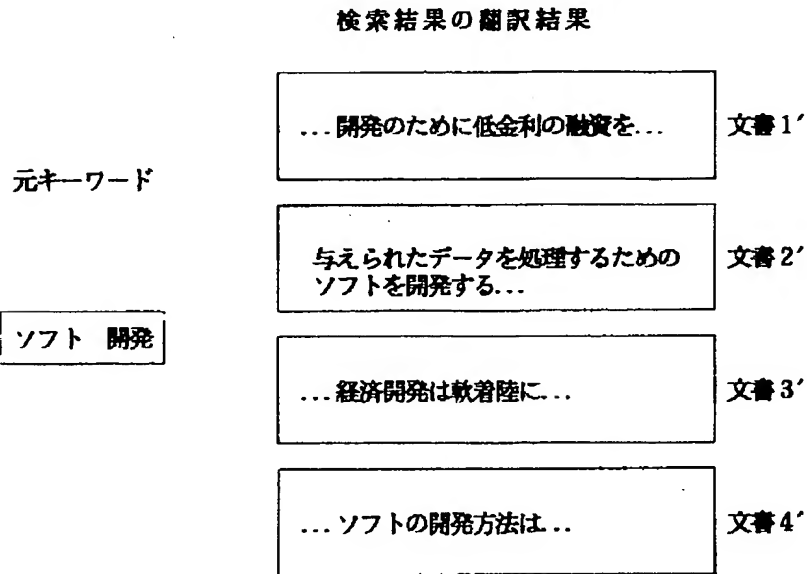 検索結果の翻訳結果
...開発のために低金利の融資を...
文書1′
元キーワード
与えられたデータを処理するための
ソフトを開発する...
文書2′
ソフト 開発
...経済開発は軟着陸に...
文書3′
...ソフトの開発方法は...
文書4′